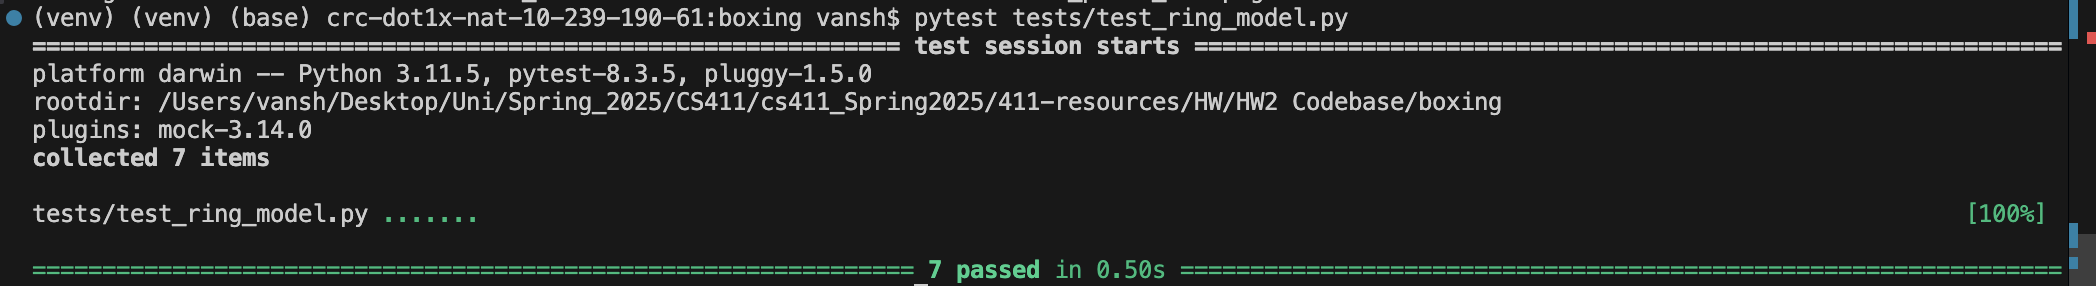 (venv) (venv) (base) crc-dot1x-nat-10-239-190-61:boxing vansh$ pytest tests/test_ring_model.py
============================================================== test session starts ==============================================================
platform darwin -- Python 3.11.5, pytest-8.3.5, pluggy-1.5.0
rootdir: /Users/vansh/Desktop/Uni/Spring_2025/CS411/cs411_Spring2025/411-resources/HW/HW2 Codebase/boxing
plugins: mock-3.14.0
collected 7 items
tests/test_ring_model.py ....... [100%]
=============================================================== 7 passed in 0.50s ===============================================================